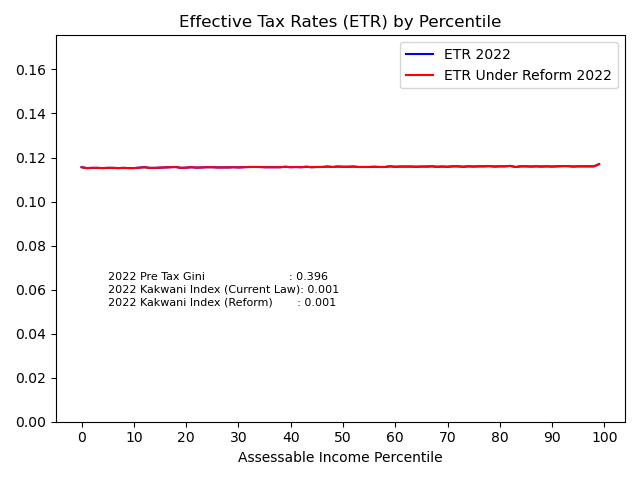 Effective Tax Rates (ETR) by Percentile
ETR 2022
ETR Under Reform 2022
0.16
0.14
0.12
0.10
0.08
0.06
0.04
0.02
0.00
2022 Pre Tax Gini : 0.396
2022 Kakwani Index (Current Law): 0.001
2022 Kakwani Index (Reform) : 0.001
0 10 20 30 40 50 60 70 80 90 100
Assessable Income Percentile